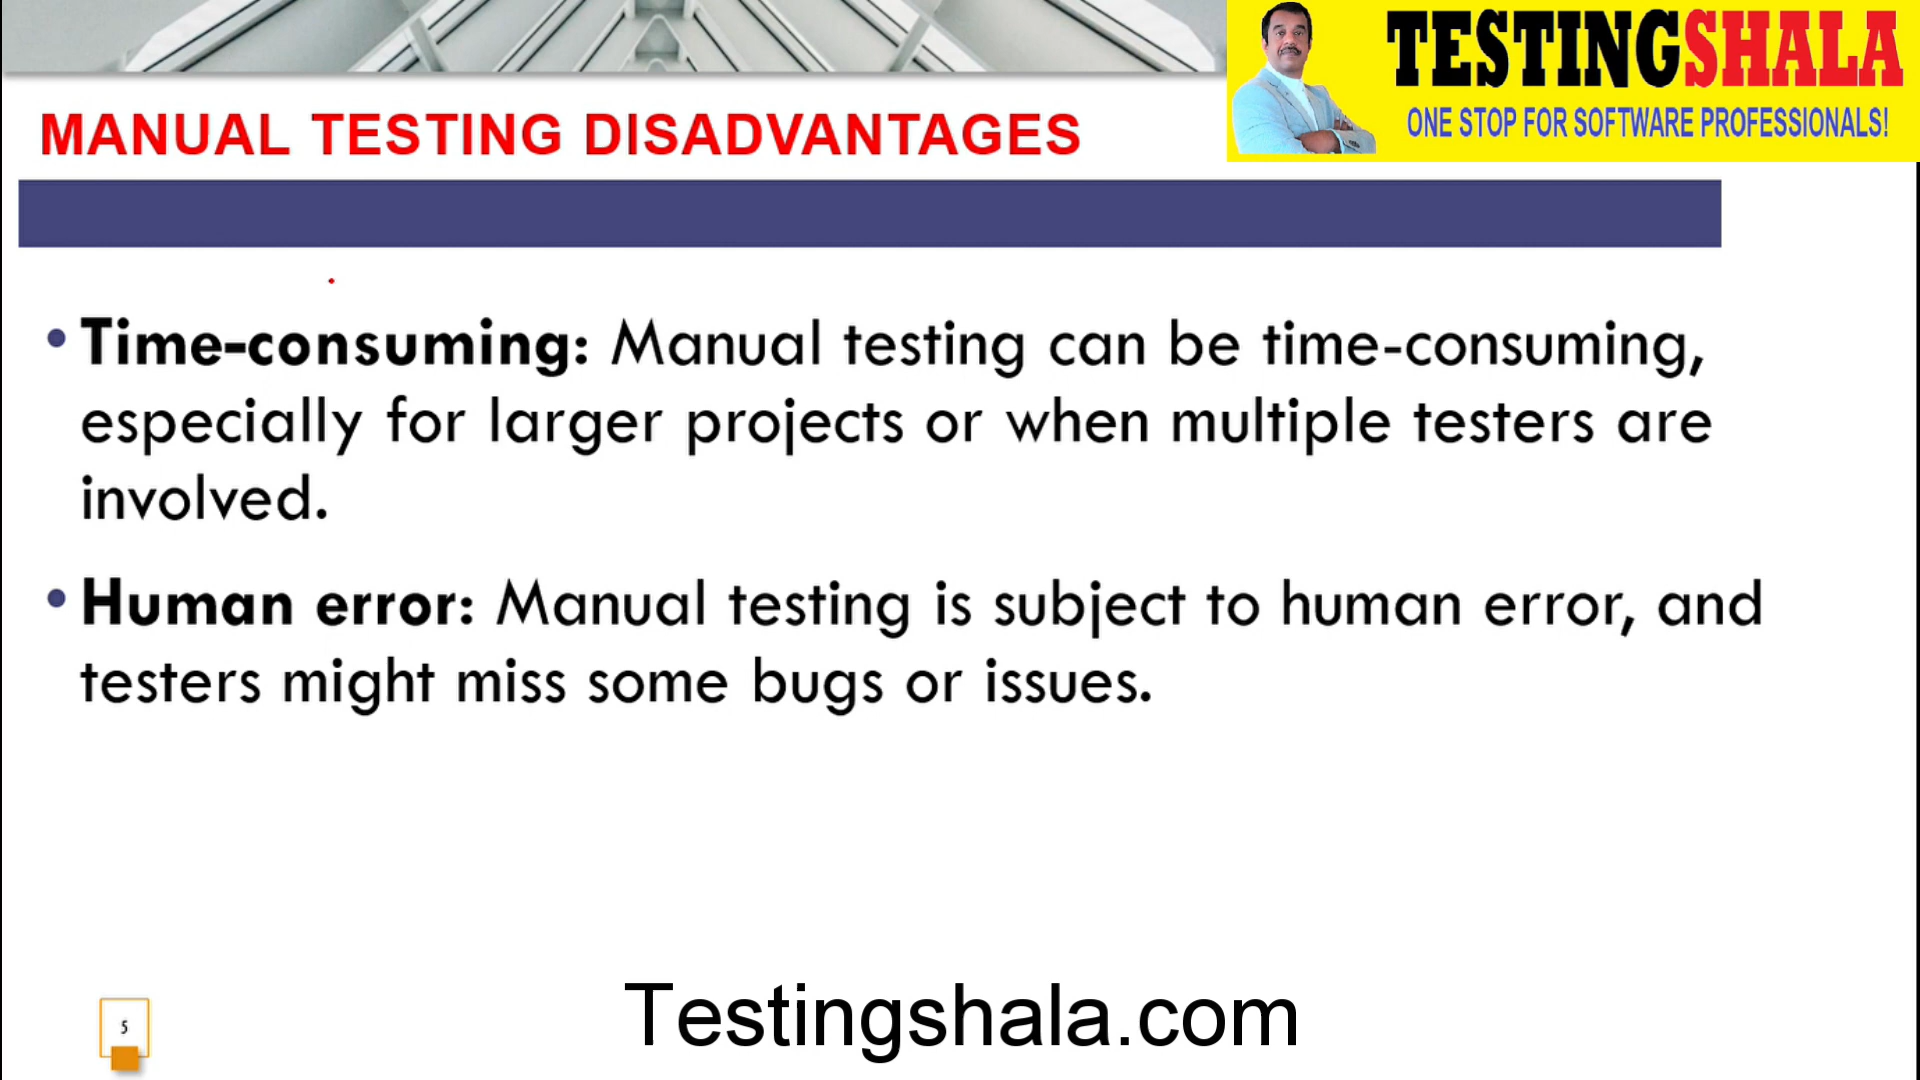 TESTINGSHALA
ONE STOP FOR SOFTWARE PROFESSIONALS!
MANUAL TESTING DISADVANTAGES
• Time-consuming: Manual testing can be time-consuming,
especially for larger projects or when multiple testers are
involved.
• Human error: Manual testing is subject to human error, and
testers might miss some bugs or issues.
5
Testingshala.com